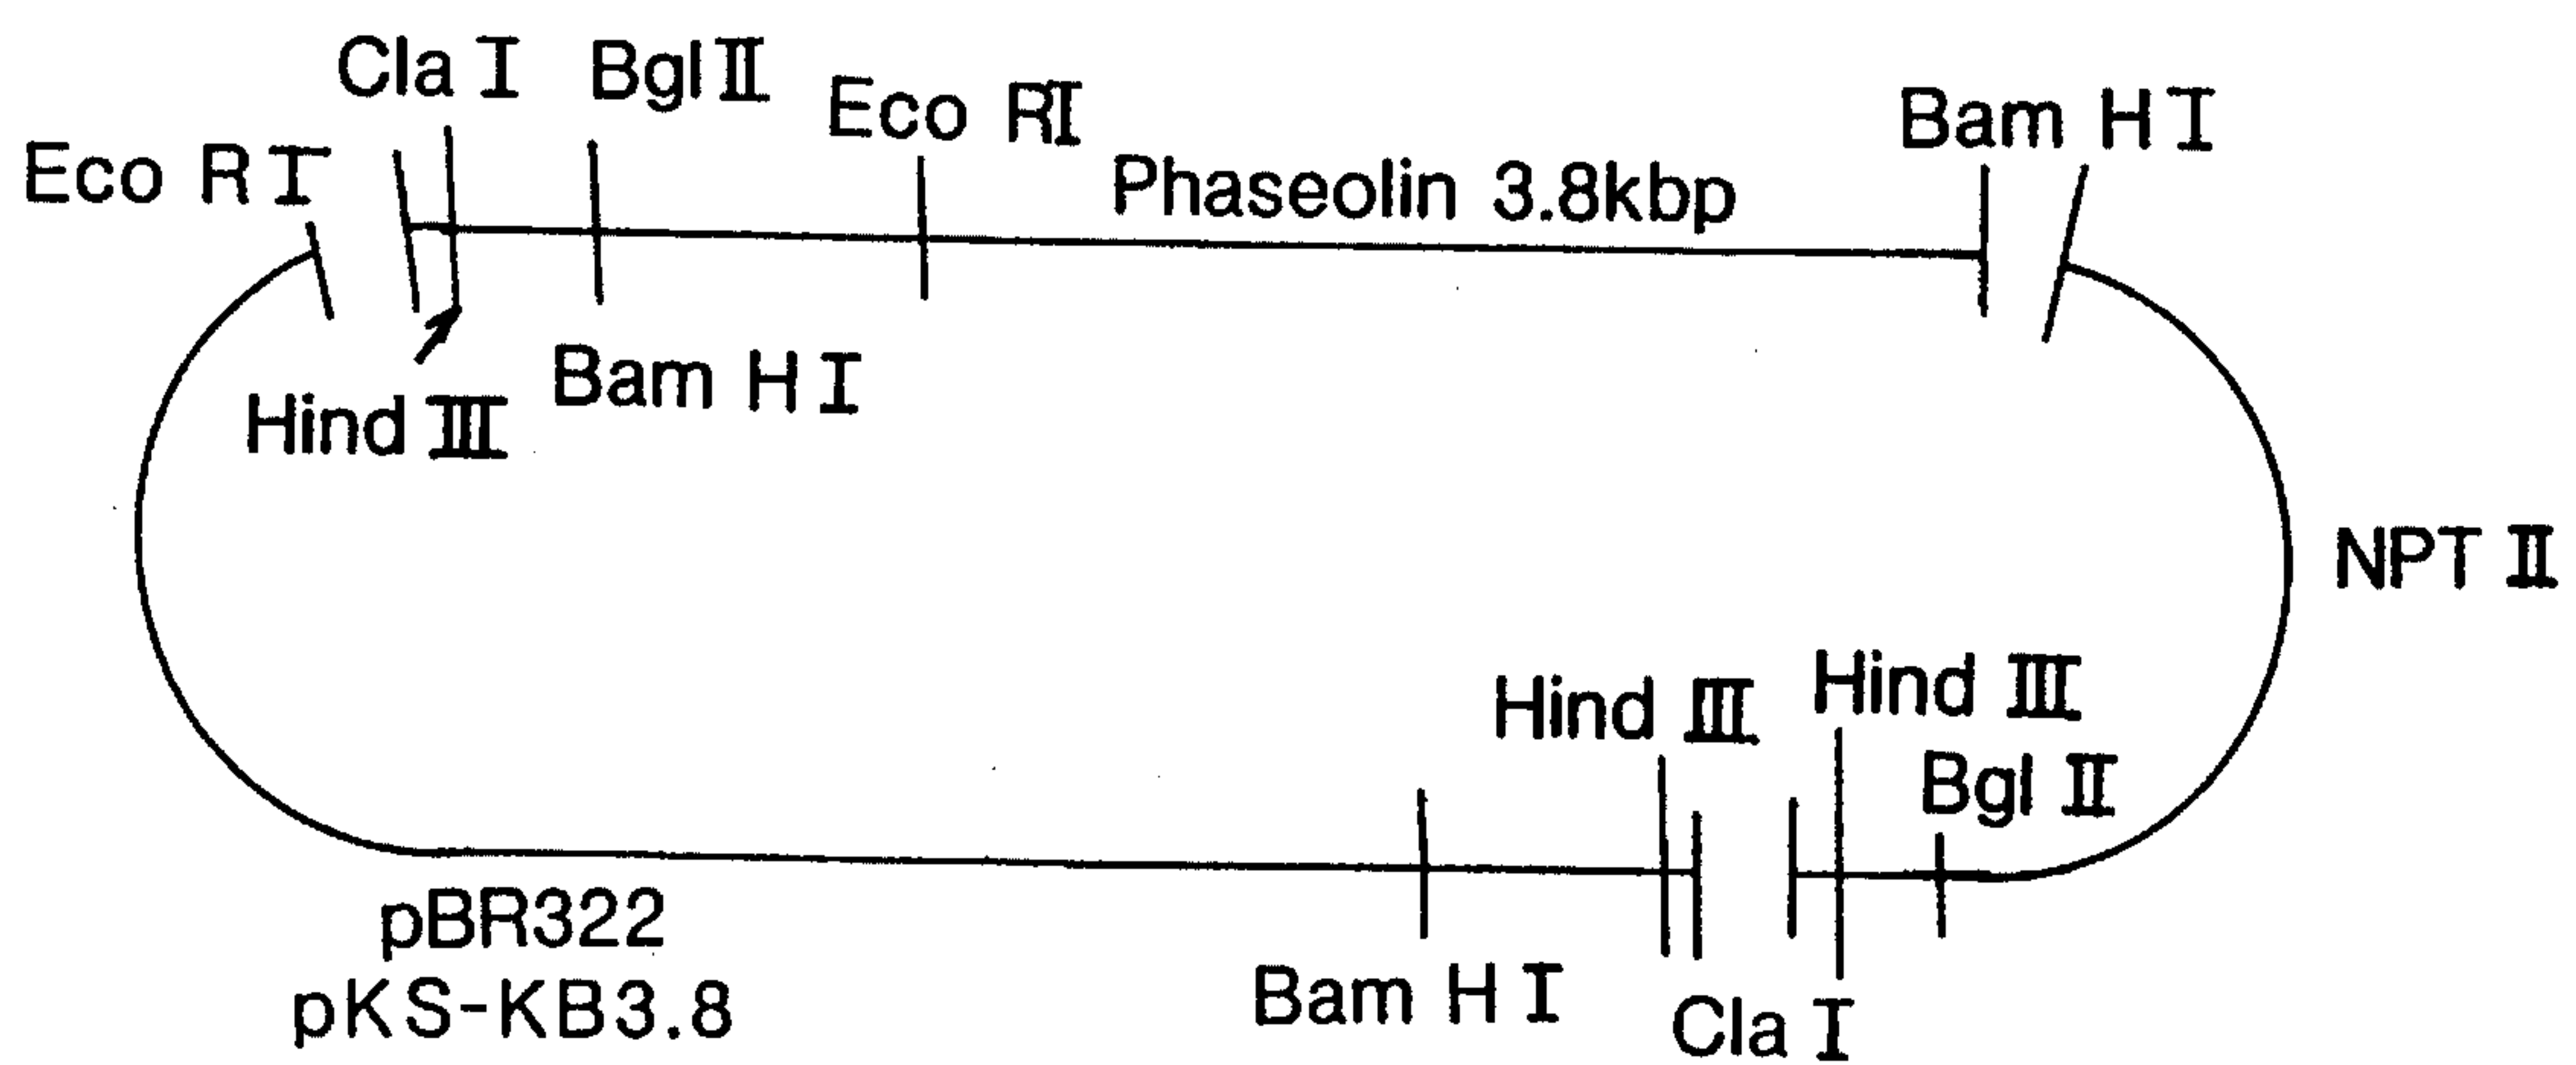 Cla I
Bgl II
Eco RI
Bam H I
Eco R I
Phaseolin 3.8kbp
Bam H I
Hind III
NPT II
Hind III
Hind III
Bgl II
pBR322
pKS-KB3.8
Bam H I
Cla I